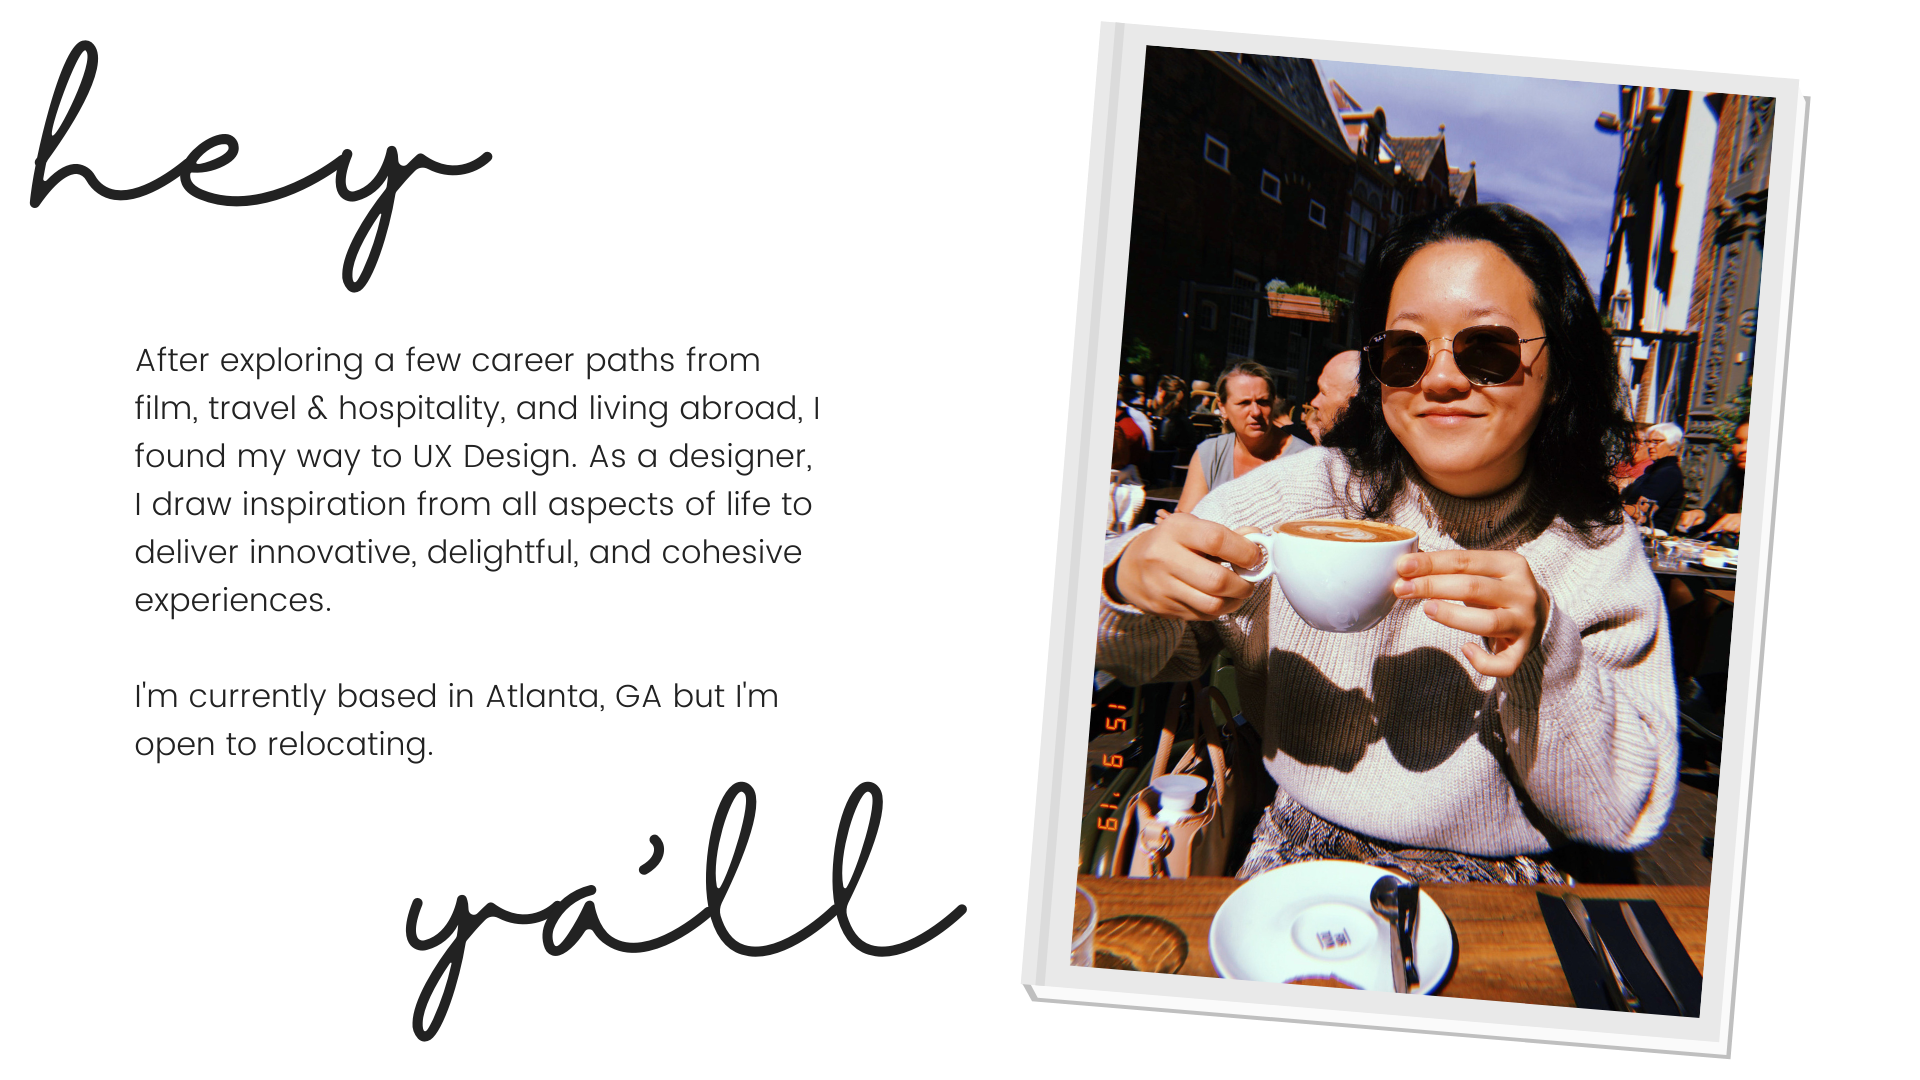 hey
After exploring a few career paths from
film, travel & hospitality, and living abroad, I
found my way to UX Design. As a designer,
I draw inspiration from all aspects of life to
deliver innovative, delightful, and cohesive
experiences.
I'm currently based in Atlanta, GA but I'm
open to relocating.
ya'll
15 9 '19